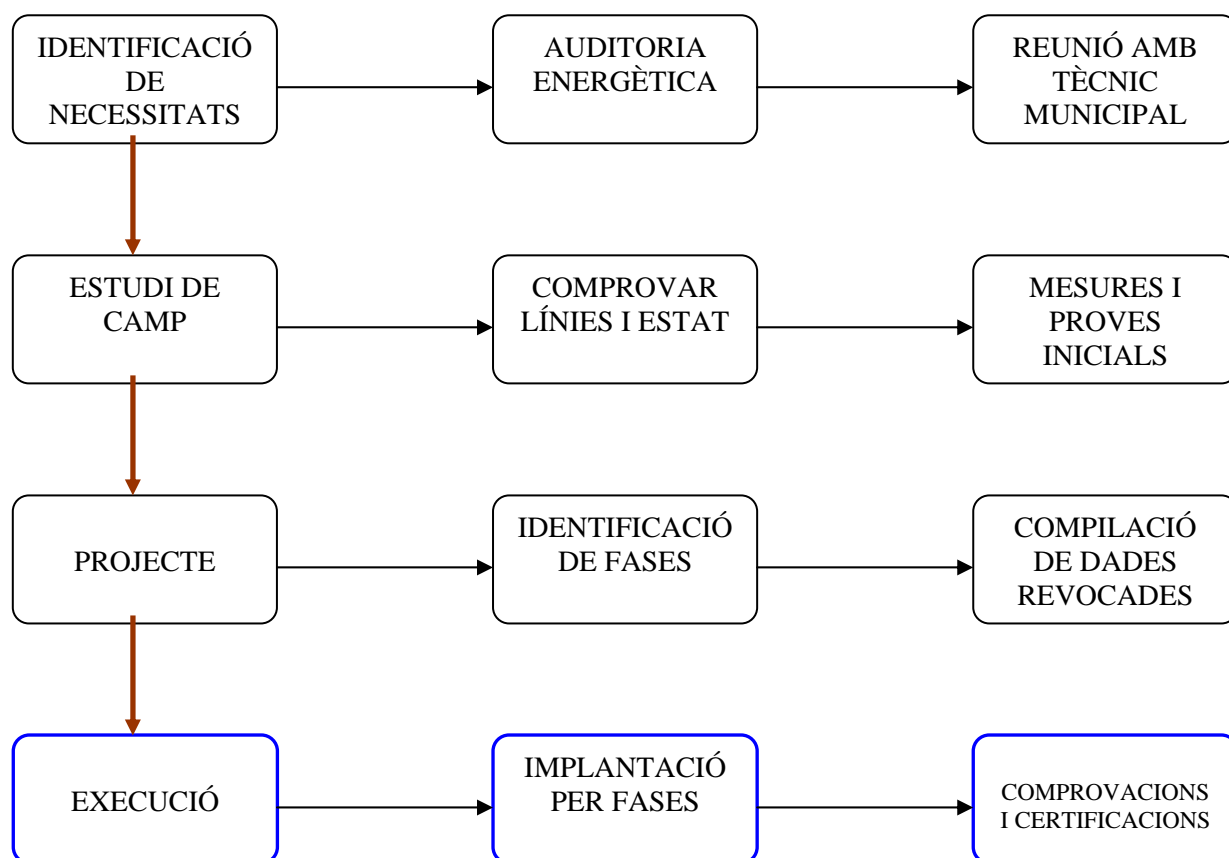 IDENTIFICACIÓ
DE
NECESSITATS
AUDITORIA
ENERGÈTICA
REUNIÓ AMB
TÈCNIC
MUNICIPAL
ESTUDI DE
CAMP
COMPROVAR
LÍNIES I ESTAT
MESURES I
PROVES
INICIALS
PROJECTE
IDENTIFICACIÓ
DE FASES
COMPILACIÓ
DE DADES
REVOCADES
EXECUCIÓ
IMPLANTACIÓ
PER FASES
COMPROVACIONS
I CERTIFICACIONS